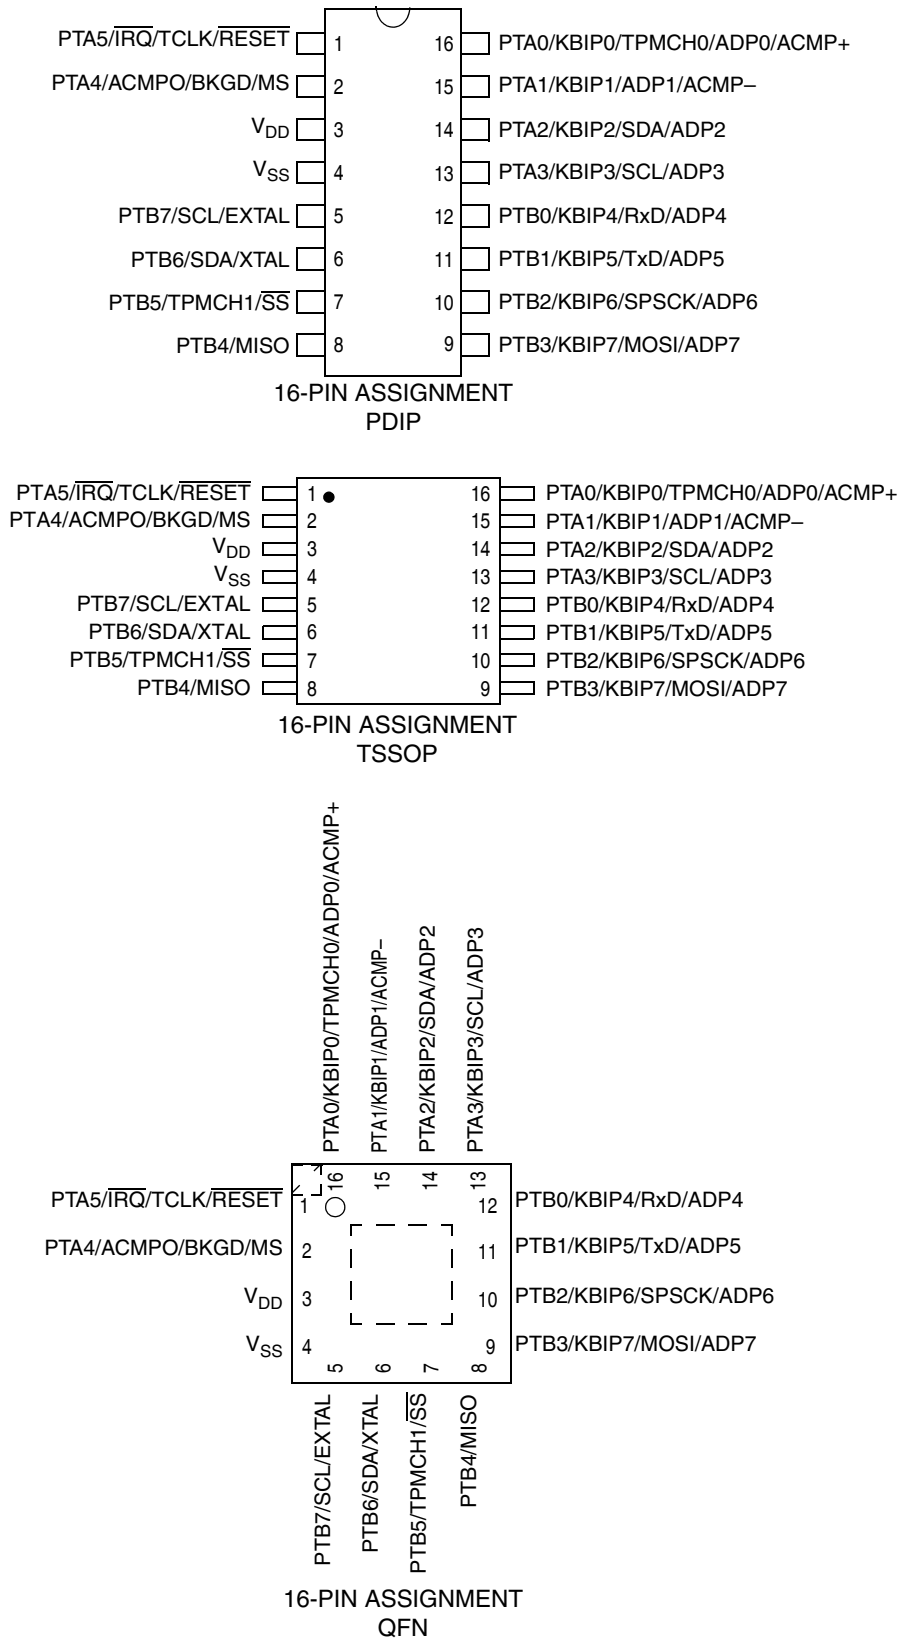 PTA5/IRQ/TCLK/RESET 1 16 PTA0/KBIP0/TPMCH0/ADP0/ACMP+
PTA4/ACMPO/BKGD/MS 2 15 PTA1/KBIP1/ADP1/ACMP–
VDD 3 14 PTA2/KBIP2/SDA/ADP2
VSS 4 13 PTA3/KBIP3/SCL/ADP3
PTB7/SCL/EXTAL 5 12 PTB0/KBIP4/RxD/ADP4
PTB6/SDA/XTAL 6 11 PTB1/KBIP5/TxD/ADP5
PTB5/TPMCH1/SS 7 10 PTB2/KBIP6/SPSCK/ADP6
PTB4/MISO 8 9 PTB3/KBIP7/MOSI/ADP7
16-PIN ASSIGNMENT
PDIP
PTA5/IRQ/TCLK/RESET 1 16 PTA0/KBIP0/TPMCH0/ADP0/ACMP+
PTA4/ACMPO/BKGD/MS 2 15 PTA1/KBIP1/ADP1/ACMP–
VDD 3 14 PTA2/KBIP2/SDA/ADP2
VSS 4 13 PTA3/KBIP3/SCL/ADP3
PTB7/SCL/EXTAL 5 12 PTB0/KBIP4/RxD/ADP4
PTB6/SDA/XTAL 6 11 PTB1/KBIP5/TxD/ADP5
PTB5/TPMCH1/SS 7 10 PTB2/KBIP6/SPSCK/ADP6
PTB4/MISO 8 9 PTB3/KBIP7/MOSI/ADP7
16-PIN ASSIGNMENT
TSSOP
PTA0/KBIP0/TPMCH0/ADP0/ACMP+
PTA1/KBIP1/ADP1/ACMP–
PTA2/KBIP2/SDA/ADP2
PTA3/KBIP3/SCL/ADP3
16 15 14 13
PTA5/IRQ/TCLK/RESET 1 12 PTB0/KBIP4/RxD/ADP4
PTA4/ACMPO/BKGD/MS 2 11 PTB1/KBIP5/TxD/ADP5
VDD 3 10 PTB2/KBIP6/SPSCK/ADP6
VSS 4 9 PTB3/KBIP7/MOSI/ADP7
5 6 7 8
PTB7/SCL/EXTAL
PTB6/SDA/XTAL
PTB5/TPMCH1/SS
PTB4/MISO
16-PIN ASSIGNMENT
QFN